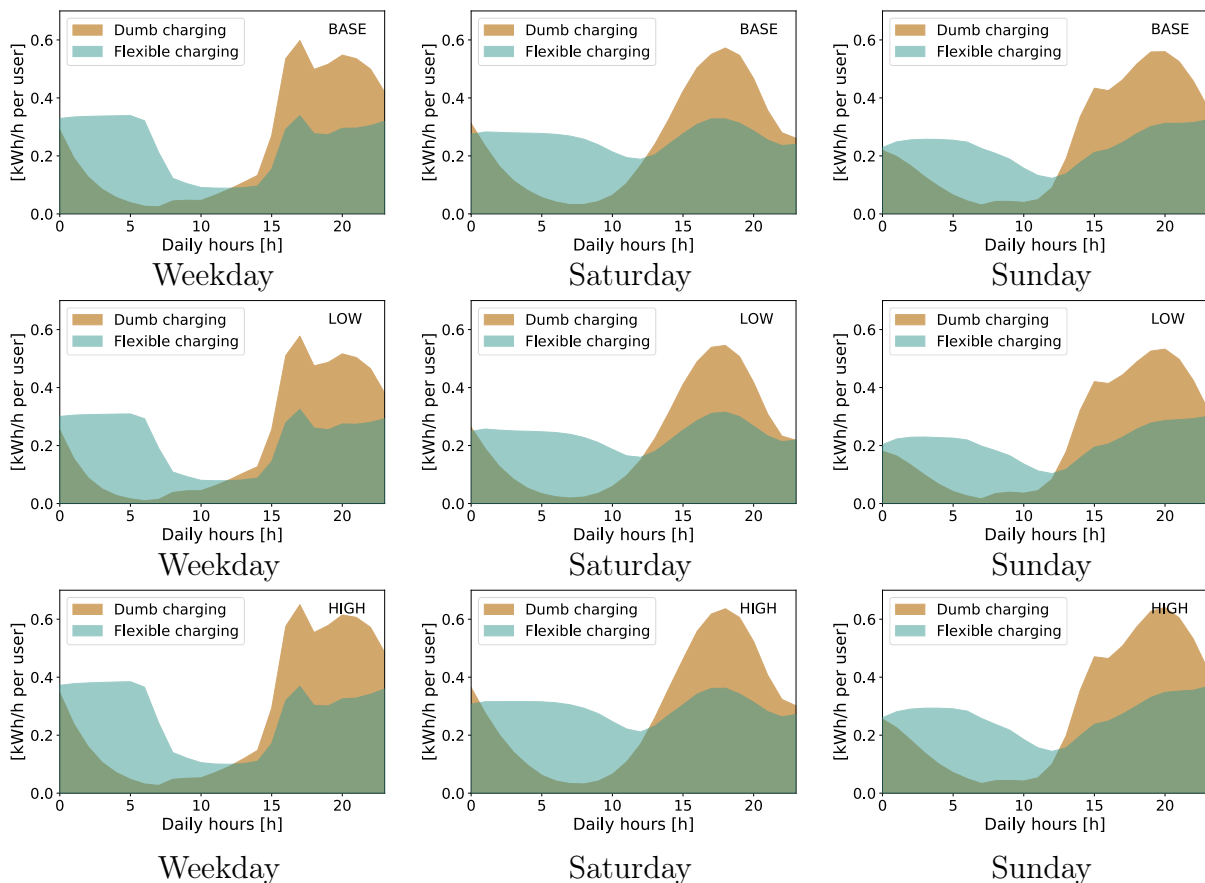 [kWh/h per user]
0.6
0.4
0.2
0.0
Dumb charging
Flexible charging
BASE
0 5 10 15 20
Daily hours [h]
Weekday
[kWh/h per user]
0.6
0.4
0.2
0.0
Dumb charging
Flexible charging
BASE
0 5 10 15 20
Daily hours [h]
Saturday
[kWh/h per user]
0.6
0.4
0.2
0.0
Dumb charging
Flexible charging
BASE
0 5 10 15 20
Daily hours [h]
Sunday
[kWh/h per user]
0.6
0.4
0.2
0.0
Dumb charging
Flexible charging
LOW
0 5 10 15 20
Daily hours [h]
Weekday
[kWh/h per user]
0.6
0.4
0.2
0.0
Dumb charging
Flexible charging
LOW
0 5 10 15 20
Daily hours [h]
Saturday
[kWh/h per user]
0.6
0.4
0.2
0.0
Dumb charging
Flexible charging
LOW
0 5 10 15 20
Daily hours [h]
Sunday
[kWh/h per user]
0.6
0.4
0.2
0.0
Dumb charging
Flexible charging
HIGH
0 5 10 15 20
Daily hours [h]
Weekday
[kWh/h per user]
0.6
0.4
0.2
0.0
Dumb charging
Flexible charging
HIGH
0 5 10 15 20
Daily hours [h]
Saturday
[kWh/h per user]
0.6
0.4
0.2
0.0
Dumb charging
Flexible charging
HIGH
0 5 10 15 20
Daily hours [h]
Sunday